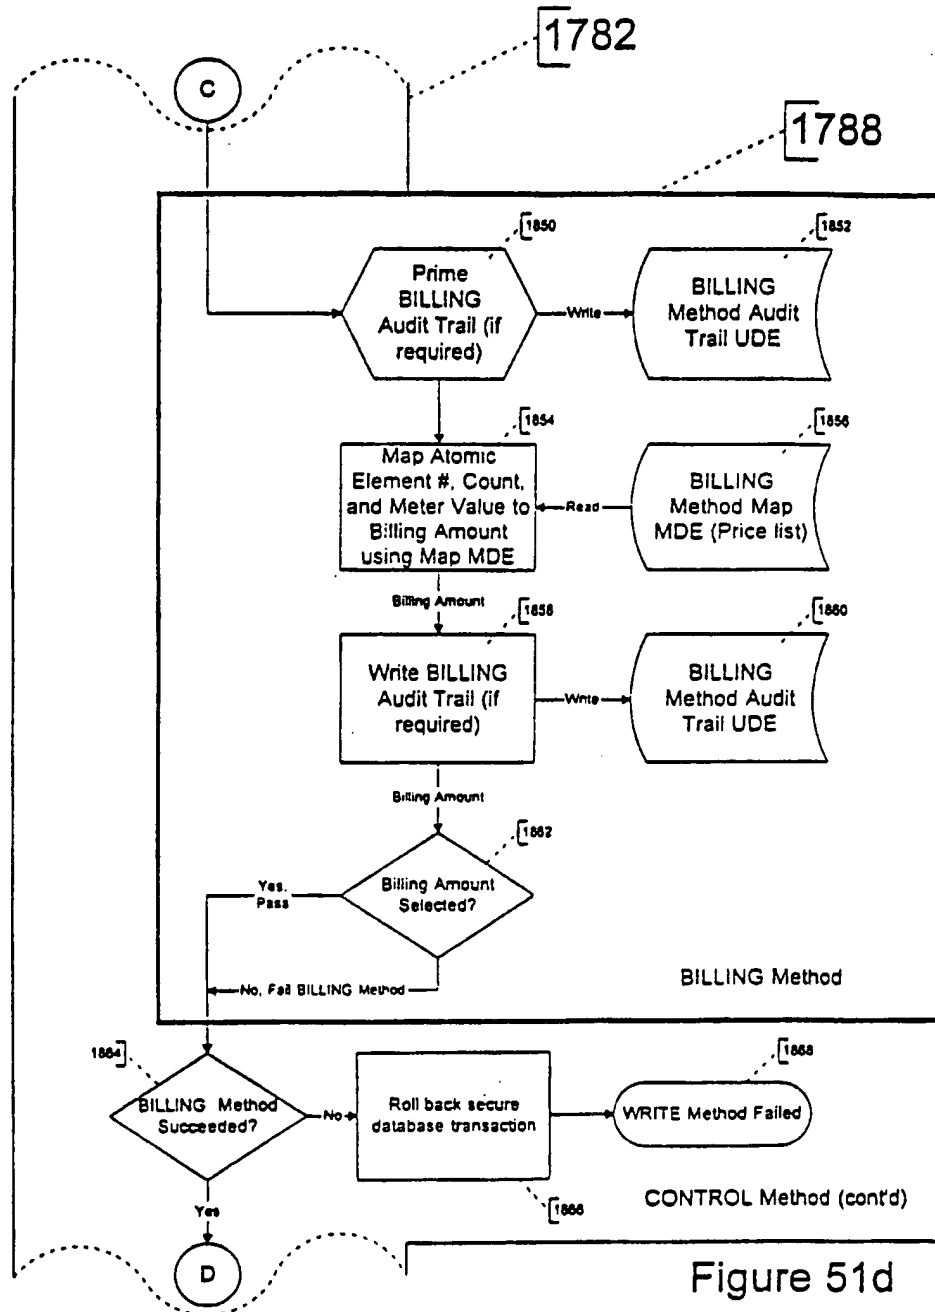 1782
C
1788
1850
1852
Prime
BILLING
Audit Trail (if
required)
Write
BILLING
Method Audit
Trail UDE
1854
1856
Map Atomic
Element #, Count,
and Meter Value to
Billing Amount
using Map MDE
Read
BILLING
Method Map
MDE (Price list)
Billing Amount
1858
1860
Write BILLING
Audit Trail (if
required)
Write
BILLING
Method Audit
Trail UDE
Billing Amount
1862
Yes,
Pass
Billing Amount
Selected?
No, Fail BILLING Method
BILLING Method
1864
1868
BILLING Method
Succeeded?
No
Roll back secure
database transaction
WRITE Method Failed
Yes
1866
CONTROL Method (cont'd)
D
Figure 51d